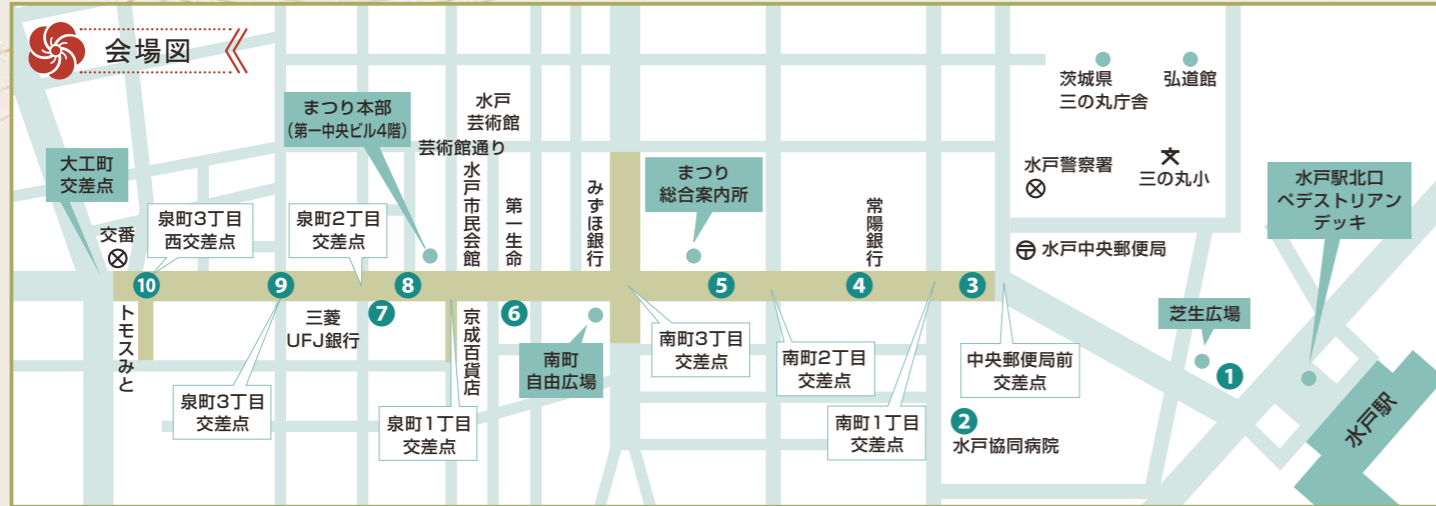 会場図
まつり本部
(第一中央ビル4階)
水戸
芸術館
芸術館通り
茨城県
三の丸庁舎
弘道館
大工町
交差点
水戸市民会館
第一生命
みずほ銀行
まつり
総合案内所
常陽銀行
水戸警察署
三の丸小
水戸駅北口
ペデストリアン
デッキ
交番
泉町3丁目
西交差点
泉町2丁目
交差点
水戸中央郵便局
10
9
8
7
6
5
4
3
トモスみと
三菱
UFJ銀行
京成百貨店
南町
自由広場
南町3丁目
交差点
南町2丁目
交差点
中央郵便局前
交差点
芝生広場
1
泉町3丁目
交差点
泉町1丁目
交差点
南町1丁目
交差点
2
水戸協同病院
水戸駅